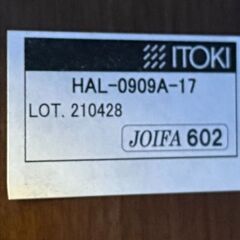 ITOKI
HAL-0909A-17
LOT. 210428
JOIFA 602